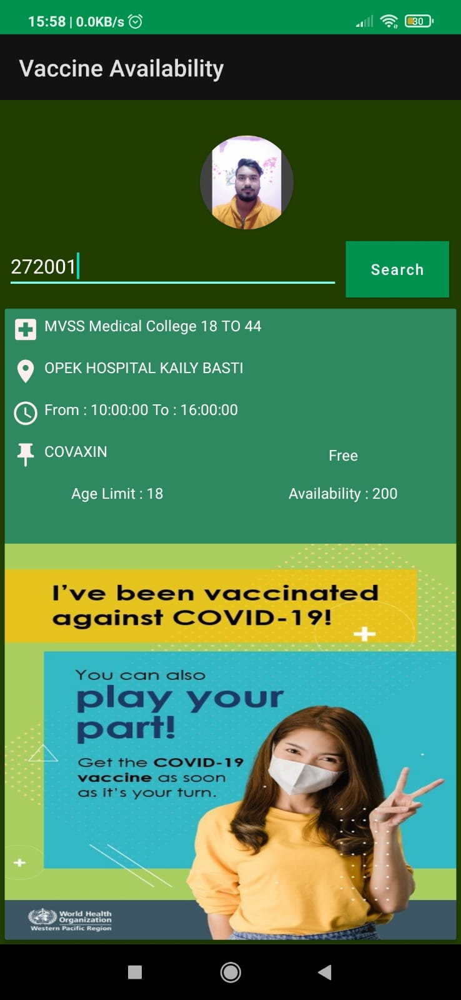 15:58 | 0.0KB/s
30
Vaccine Availability
272001
Search
MVSS Medical College 18 TO 44
OPEK HOSPITAL KAILY BASTI
From : 10:00:00 To : 16:00:00
COVAXIN
Free
Age Limit : 18
Availability : 200
I've been vaccinated
against COVID-19!
You can also
play your
part!
Get the COVID-19
vaccine as soon
as it's your turn.
World Health
Organization
Western Pacific Region